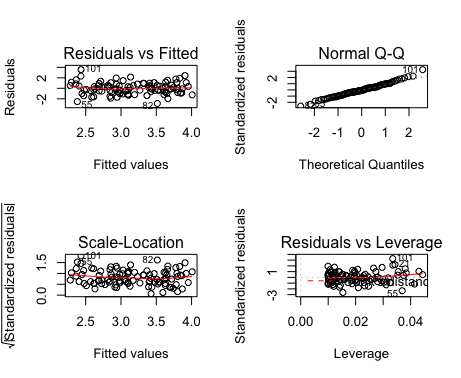 Residuals vs Fitted
Residuals
2
-2
101
55
82
2.5 3.0 3.5 4.0
Fitted values
Normal Q-Q
Standardized residuals
2
-2
101
-2 -1 0 1 2
Theoretical Quantiles
Scale-Location
√|Standardized residuals|
1.5
0.0
101
55
82
2.5 3.0 3.5 4.0
Fitted values
Residuals vs Leverage
Standardized residuals
1
-3
101
55
0.00 0.02 0.04
Leverage